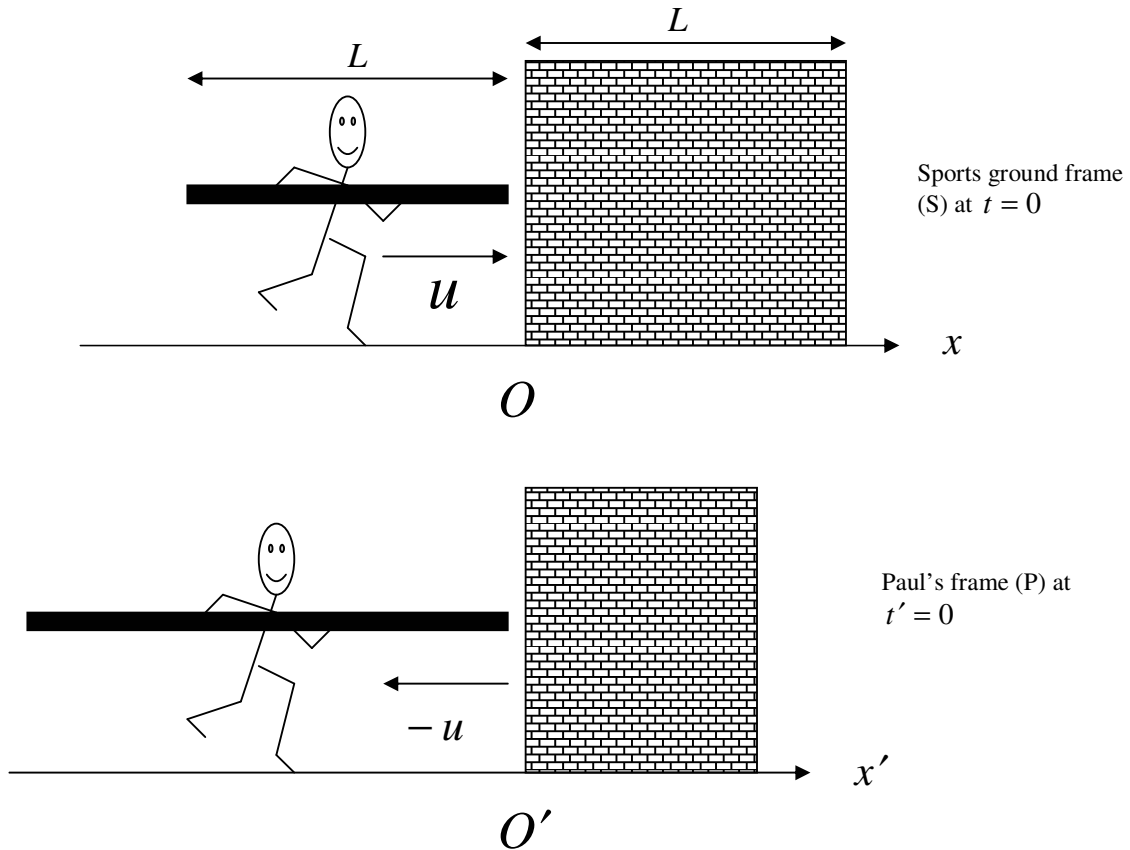 L
L
Sports ground frame
(S) at t = 0
u
x
O
Paul's frame (P) at
t′ = 0
− u
x′
O′